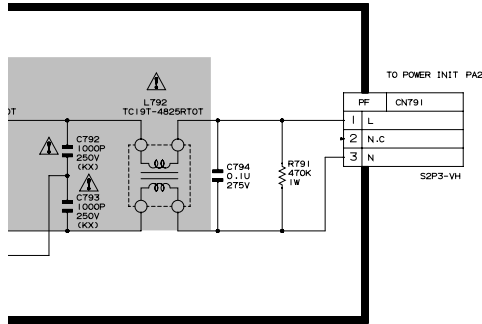 TO POWER INIT PA2
PF CN791
1 L
2 N.C
3 N
S2P3-VH
L792
TC19T-4825RT0T
0T
C792
1000P
250V
(KX)
C793
1000P
250V
(KX)
C794
0.1U
275V
R791
470K
1W